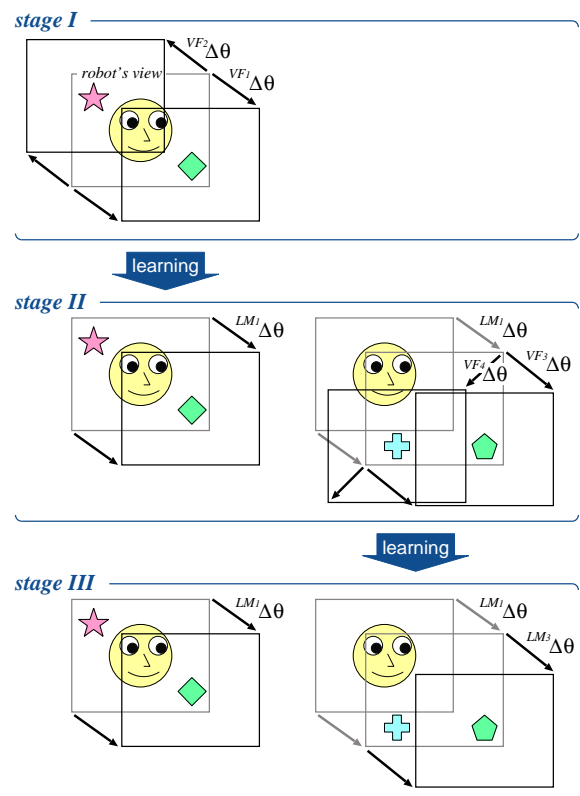 stage I
VF2Δθ
robot's view
VF1Δθ
learning
stage II
LM1Δθ
LM1Δθ
VF4Δθ
VF3Δθ
learning
stage III
LM1Δθ
LM1Δθ
LM3Δθ